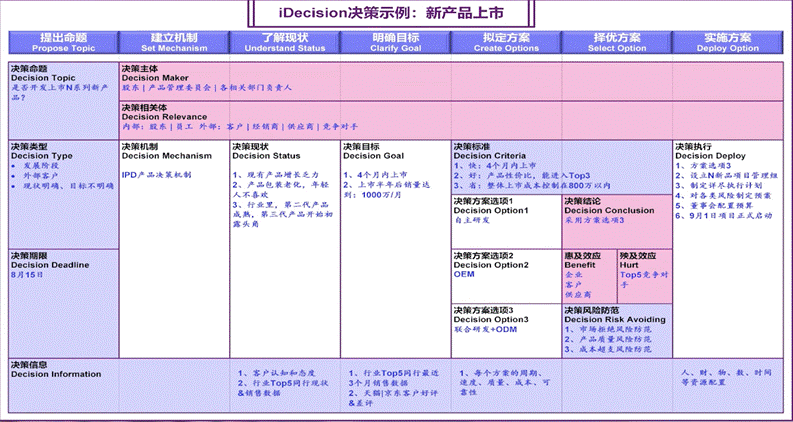 iDecision决策示例：新产品上市
提出命题
Propose Topic
建立机制
Set Mechanism
了解现状
Understand Status
明确目标
Clarify Goal
拟定方案
Create Options
择优方案
Select Option
实施方案
Deploy Option
决策命题
Decision Topic
是否开发上市N系列新产
品？
决策主体
Decision Maker
股东 | 产品管理委员会 | 各相关部门负责人
决策相关体
Decision Relevance
内部：股东 | 员工 外部：客户 | 经销商 | 供应商 | 竞争对手
决策类型
Decision Type
• 发展阶段
• 外部客户
• 现状明确、目标不明确
决策机制
Decision Mechanism
IPD产品决策机制
决策现状
Decision Status
1、现有产品增长乏力
2、产品包装老化，年轻
人不喜欢
3、行业里，第二代产品
成熟，第三代产品开始初
露头角
决策目标
Decision Goal
1、4个月内上市
2、上市半年后销量达
到：1000万/月
决策标准
Decision Criteria
1、快：4个月内上市
2、好：产品性价比，能进入Top3
3、省：整体上市成本控制在800万以内
决策执行
Decision Deploy
1、方案选项3
2、设立N新品项目管理组
3、制定详尽执行计划
4、对各类风险制定预案
5、董事会配置预算
6、9月1日项目正式启动
决策方案选项1
Decision Option1
自主研发
决策结论
Decision Conclusion
采用方案选项3
决策期限
Decision Deadline
8月15日
决策方案选项2
Decision Option2
OEM
惠及效应
Benefit
企业
客户
供应商
殃及效应
Hurt
Top5竞争对
手
决策方案选项3
Decision Option3
联合研发+ODM
决策风险防范
Decision Risk Avoiding
1、市场拒绝风险防范
2、产品质量风险防范
3、成本超支风险防范
决策信息
Decision Information
1、客户认知和态度
2、行业Top5同行现状
&销售数据
1、行业Top5同行最近
3个月销售数据
2、天猫|京东客户好评
&差评
1、每个方案的周期、
速度、质量、成本、可
靠性
人、财、物、数、时间
等资源配置